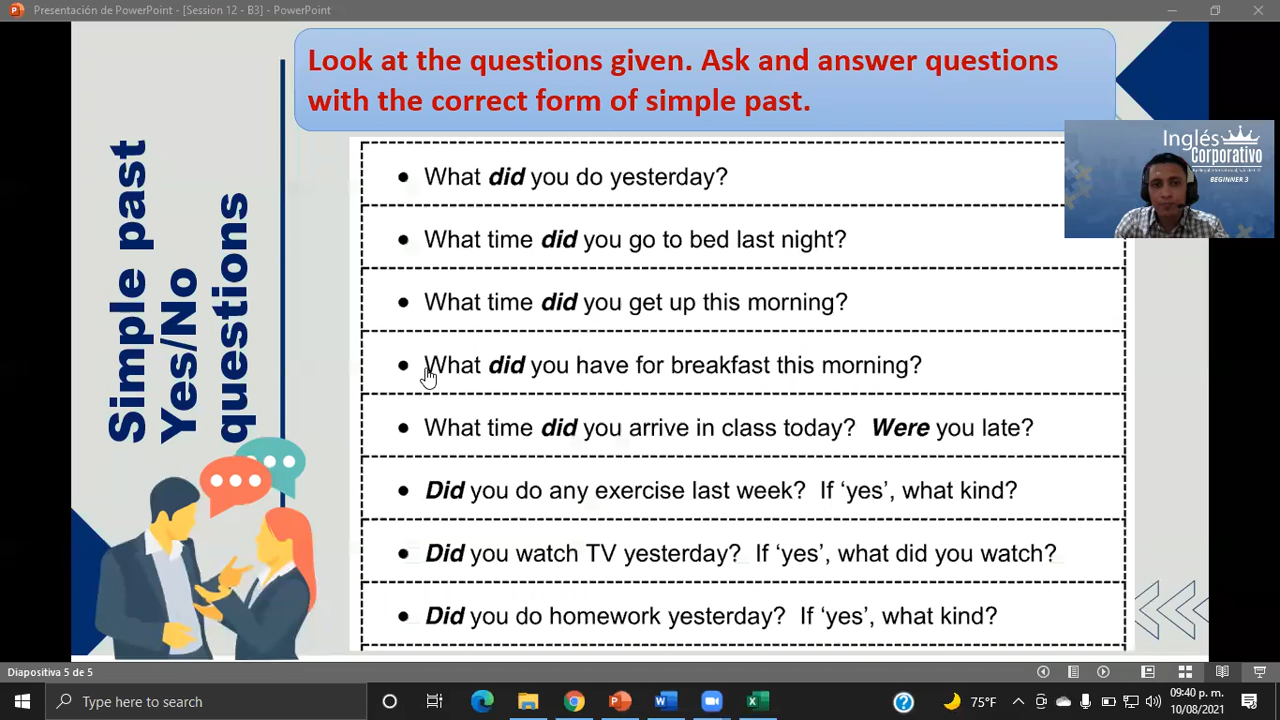 Presentación de PowerPoint - [Session 12 - B3] - PowerPoint
Look at the questions given. Ask and answer questions
with the correct form of simple past.
Simple past
Yes/No
questions
• What did you do yesterday?
• What time did you go to bed last night?
• What time did you get up this morning?
• What did you have for breakfast this morning?
• What time did you arrive in class today? Were you late?
• Did you do any exercise last week? If ‘yes’, what kind?
• Did you watch TV yesterday? If ‘yes’, what did you watch?
• Did you do homework yesterday? If ‘yes’, what kind?
Inglés
Corporativo
BEGINNER 3
Diapositiva 5 de 5
Type here to search
75°F
09:40 p. m.
10/08/2021